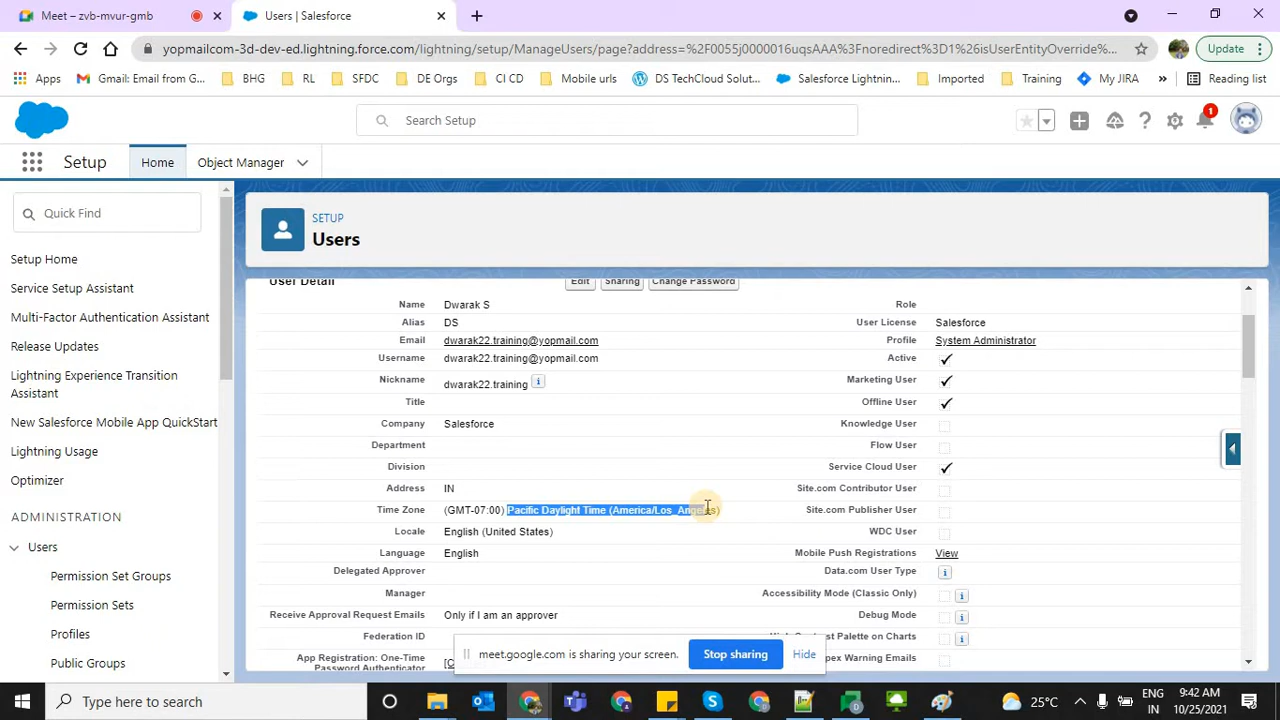 Meet – zvb-mvur-gmb
Users | Salesforce
yopmailcom-3d-dev-ed.lightning.force.com/lightning/setup/ManageUsers/page?address=%2F0055j0000016uqsAAA%3Fnoredirect%3D1%26isUserEntityOverride%...
Update
Apps
Gmail: Email from G...
BHG
RL
SFDC
DE Orgs
CI CD
Mobile urls
DS TechCloud Solut...
Salesforce Lightnin...
Imported
Training
My JIRA
»
Reading list
Search Setup
1
Setup
Home
Object Manager
Quick Find
Setup Home
Service Setup Assistant
Multi-Factor Authentication Assistant
Release Updates
Lightning Experience Transition
Assistant
New Salesforce Mobile App QuickStart
Lightning Usage
Optimizer
ADMINISTRATION
Users
Permission Set Groups
Permission Sets
Profiles
Public Groups
SETUP
Users
User Detail
Edit
Sharing
Change Password
Name Dwarak S
Role
Alias DS
User License Salesforce
Email dwarak22.training@yopmail.com
Profile System Administrator
Username dwarak22.training@yopmail.com
Active
Nickname dwarak22.training
Marketing User
Title
Offline User
Company Salesforce
Knowledge User
Department
Flow User
Division
Service Cloud User
Address IN
Site.com Contributor User
Time Zone (GMT-07:00) Pacific Daylight Time (America/Los_Angeles)
Site.com Publisher User
Locale English (United States)
WDC User
Language English
Mobile Push Registrations View
Delegated Approver
Data.com User Type
Manager
Accessibility Mode (Classic Only)
Receive Approval Request Emails Only if I am an approver
Debug Mode
Federation ID
Contrast Palette on Charts
App Registration: One-Time
Password Authenticator
Warning Emails
meet.google.com is sharing your screen.
Stop sharing
Hide
Type here to search
25°C
ENG
IN
9:42 AM
10/25/2021